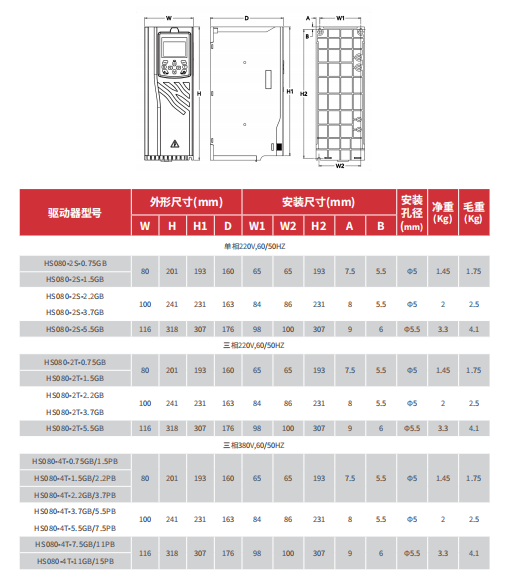 W
D
A
W1
B
H
H1
H2
W2
驱动器型号 外形尺寸(mm) 安装尺寸(mm) 安装孔径(mm) 净重(Kg) 毛重(Kg)
W H H1 D W1 W2 H2 A B
单相220V,60/50HZ
HS080-2S-0.75GB 80 201 193 160 65 65 193 7.5 5.5 Φ5 1.45 1.75
HS080-2S-1.5GB
HS080-2S-2.2GB 100 241 231 163 84 86 231 8 5.5 Φ5 2 2.5
HS080-2S-3.7GB
HS080-2S-5.5GB 116 318 307 176 98 100 307 9 6 Φ5.5 3.3 4.1
三相220V,60/50HZ
HS080-2T-0.75GB 80 201 193 160 65 65 193 7.5 5.5 Φ5 1.45 1.75
HS080-2T-1.5GB
HS080-2T-2.2GB 100 241 231 163 84 86 231 8 5.5 Φ5 2 2.5
HS080-2T-3.7GB
HS080-2T-5.5GB 116 318 307 176 98 100 307 9 6 Φ5.5 3.3 4.1
三相380V,60/50HZ
HS080-4T-0.75GB/1.5PB 80 201 193 160 65 65 193 7.5 5.5 Φ5 1.45 1.75
HS080-4T-1.5GB/2.2PB
HS080-4T-2.2GB/3.7PB
HS080-4T-3.7GB/5.5PB 100 241 231 163 84 86 231 8 5.5 Φ5 2 2.5
HS080-4T-5.5GB/7.5PB
HS080-4T-7.5GB/11PB 116 318 307 176 98 100 307 9 6 Φ5.5 3.3 4.1
HS080-4T-11GB/15PB